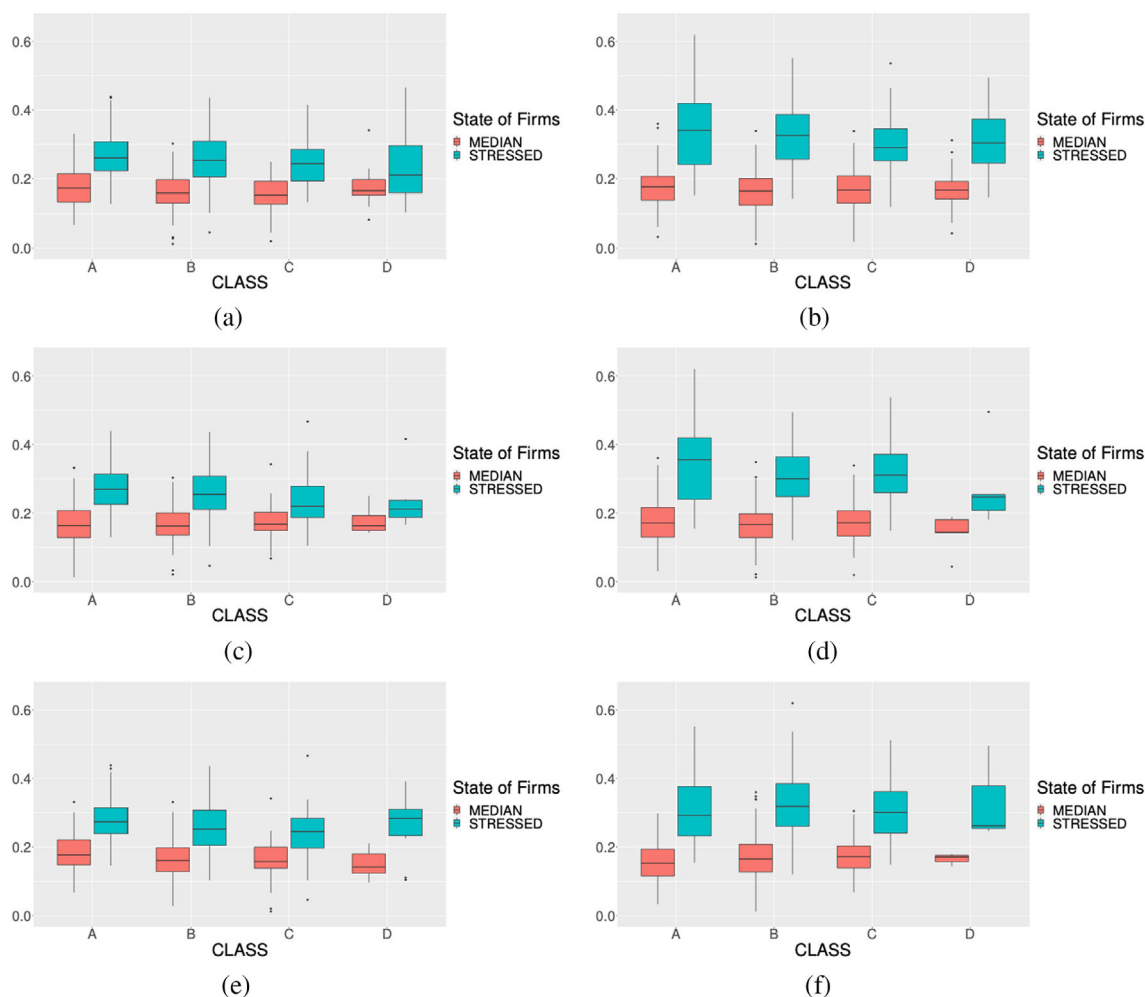 0.6
0.4
0.2
0.0
A B C D
CLASS
State of Firms
MEDIAN
STRESSED
(a)
0.6
0.4
0.2
0.0
A B C D
CLASS
State of Firms
MEDIAN
STRESSED
(b)
0.6
0.4
0.2
0.0
A B C D
CLASS
State of Firms
MEDIAN
STRESSED
(c)
0.6
0.4
0.2
0.0
A B C D
CLASS
State of Firms
MEDIAN
STRESSED
(d)
0.6
0.4
0.2
0.0
A B C D
CLASS
State of Firms
MEDIAN
STRESSED
(e)
0.6
0.4
0.2
0.0
A B C D
CLASS
State of Firms
MEDIAN
STRESSED
(f)